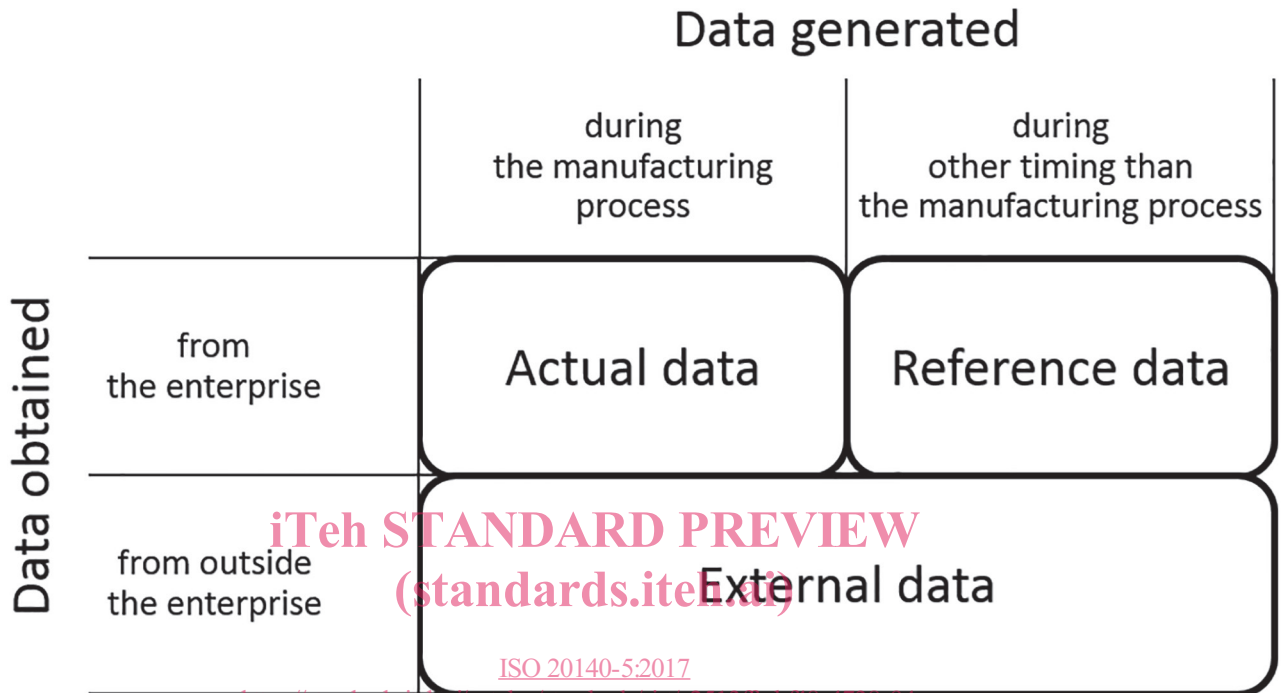 Data generated
during
the manufacturing
process
during
other timing than
the manufacturing process
Data obtained
from
the enterprise
Actual data
Reference data
from outside
the enterprise
External data
iTeh STANDARD PREVIEW
(standards.iteh.ai)
ISO 20140-5:2017